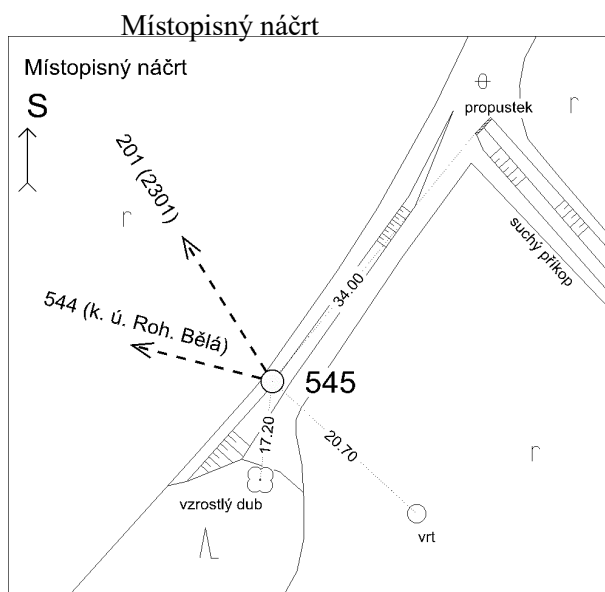 Místopisný náčrt
Místopisný náčrt
S
propustek
r
201 (2301)
r
suchý příkop
34.00
544 (k. ú. Roh. Bělá)
545
17.20
20.70
r
vzrostlý dub
vrt